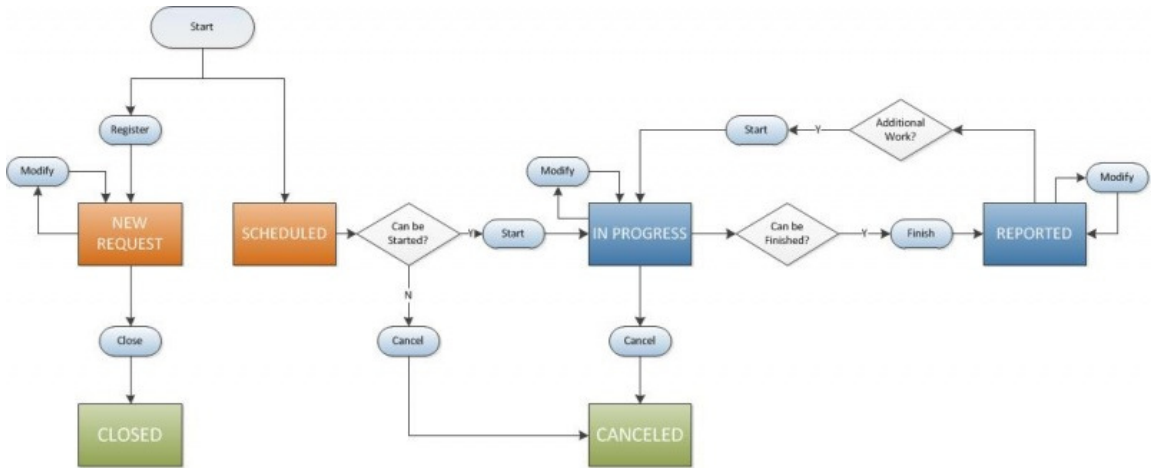 Start
Register
Modify
NEW
REQUEST
Close
CLOSED
SCHEDULED
Can be
Started?
Y
Start
N
Cancel
Modify
IN PROGRESS
Cancel
CANCELED
Can be
Finished?
Y
Finish
REPORTED
Modify
Additional
Work?
Y
Start